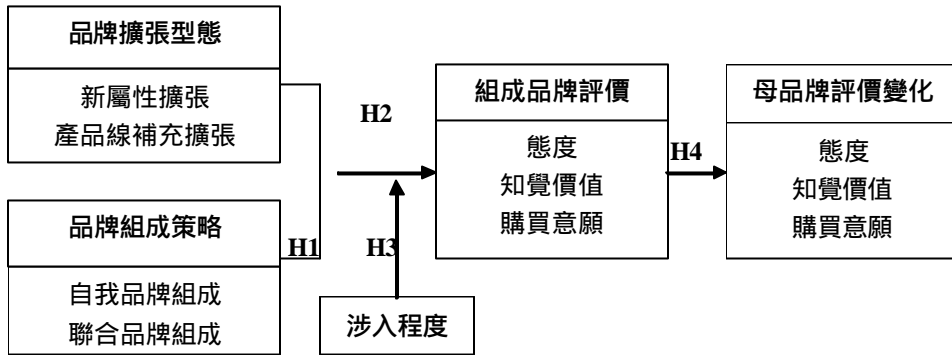 品牌擴張型態
新屬性擴張
產品線補充擴張
品牌組成策略
自我品牌組成
聯合品牌組成
H1
H2
H3
涉入程度
組成品牌評價
態度
知覺價值
購買意願
H4
母品牌評價變化
態度
知覺價值
購買意願